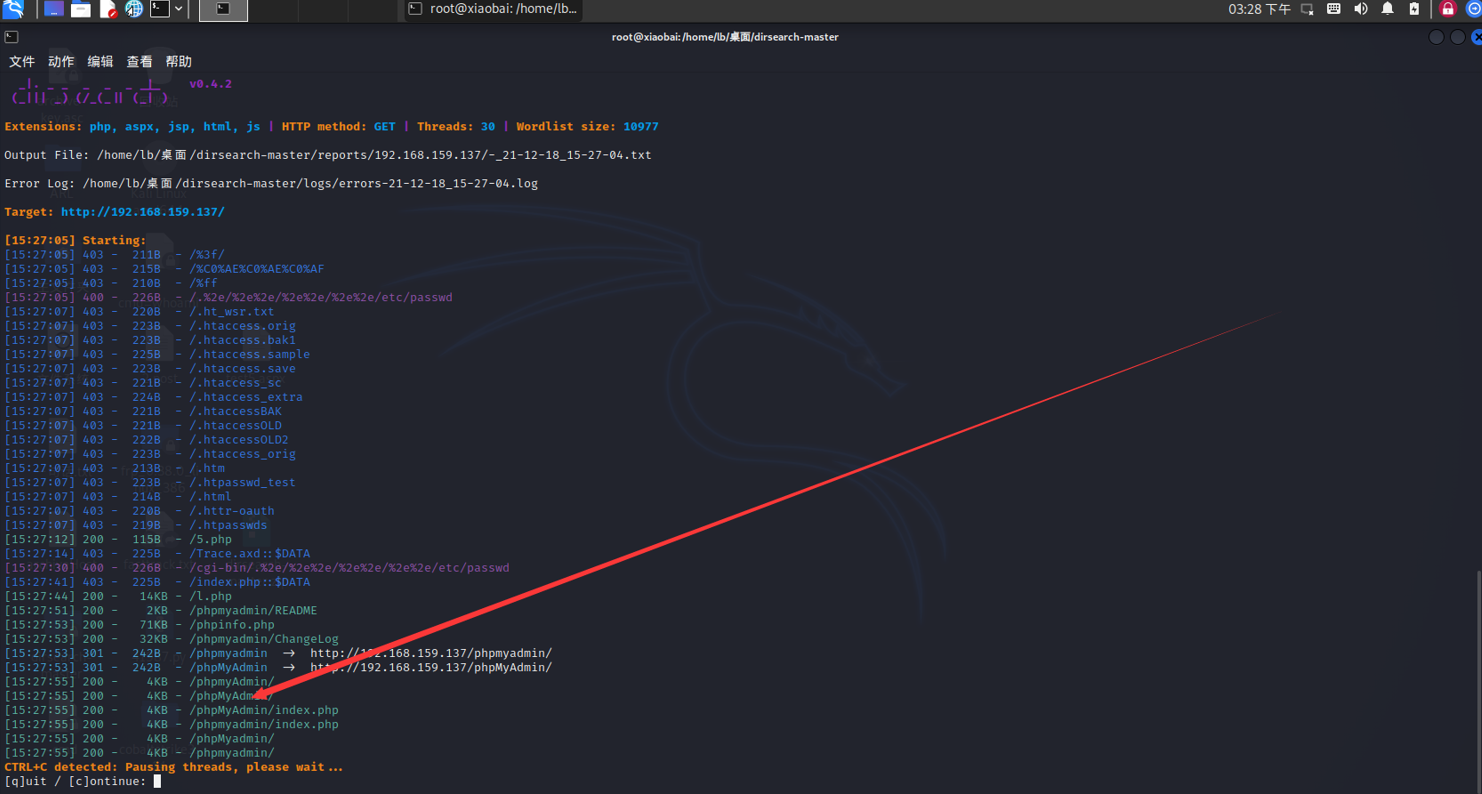 root@xiaobai: /home/lb...
03:28 下午
root@xiaobai: /home/lb/桌面/dirsearch-master
文件 动作 编辑 查看 帮助
v0.4.2
Extensions: php, aspx, jsp, html, js | HTTP method: GET | Threads: 30 | Wordlist size: 10977
Output File: /home/lb/桌面/dirsearch-master/reports/192.168.159.137/-_21-12-18_15-27-04.txt
Error Log: /home/lb/桌面/dirsearch-master/logs/errors-21-12-18_15-27-04.log
Target: http://192.168.159.137/
[15:27:05] Starting:
[15:27:05] 403 -  211B  - /%3f/
[15:27:05] 403 -  215B  - /%C0%AE%C0%AE%C0%AF
[15:27:05] 403 -  210B  - /%ff
[15:27:05] 400 -  226B  - /.%2e/%2e%2e/%2e%2e/%2e%2e/etc/passwd
[15:27:07] 403 -  220B  - /.ht_wsr.txt
[15:27:07] 403 -  223B  - /.htaccess.orig
[15:27:07] 403 -  223B  - /.htaccess.bak1
[15:27:07] 403 -  225B  - /.htaccess.sample
[15:27:07] 403 -  223B  - /.htaccess.save
[15:27:07] 403 -  221B  - /.htaccess_sc
[15:27:07] 403 -  224B  - /.htaccess_extra
[15:27:07] 403 -  221B  - /.htaccessBAK
[15:27:07] 403 -  221B  - /.htaccessOLD
[15:27:07] 403 -  222B  - /.htaccessOLD2
[15:27:07] 403 -  223B  - /.htaccess_orig
[15:27:07] 403 -  213B  - /.htm
[15:27:07] 403 -  223B  - /.htpasswd_test
[15:27:07] 403 -  214B  - /.html
[15:27:07] 403 -  220B  - /.httr-oauth
[15:27:07] 403 -  219B  - /.htpasswds
[15:27:12] 200 -  115B  - /5.php
[15:27:14] 403 -  225B  - /Trace.axd::$DATA
[15:27:30] 400 -  226B  - /cgi-bin/.%2e/%2e%2e/%2e%2e/%2e%2e/etc/passwd
[15:27:41] 403 -  225B  - /index.php::$DATA
[15:27:44] 200 -   14KB - /l.php
[15:27:51] 200 -    2KB - /phpmyadmin/README
[15:27:53] 200 -   71KB - /phpinfo.php
[15:27:53] 200 -   32KB - /phpmyadmin/ChangeLog
[15:27:53] 301 -  242B  - /phpmyadmin  →  http://192.168.159.137/phpmyadmin/
[15:27:53] 301 -  242B  - /phpMyAdmin  →  http://192.168.159.137/phpMyAdmin/
[15:27:55] 200 -    4KB - /phpmyAdmin/
[15:27:55] 200 -    4KB - /phpMyAdmin/
[15:27:55] 200 -    4KB - /phpMyAdmin/index.php
[15:27:55] 200 -    4KB - /phpmyadmin/index.php
[15:27:55] 200 -    4KB - /phpMyadmin/
[15:27:55] 200 -    4KB - /phpmyadmin/
CTRL+C detected: Pausing threads, please wait...
[q]uit / [c]ontinue: